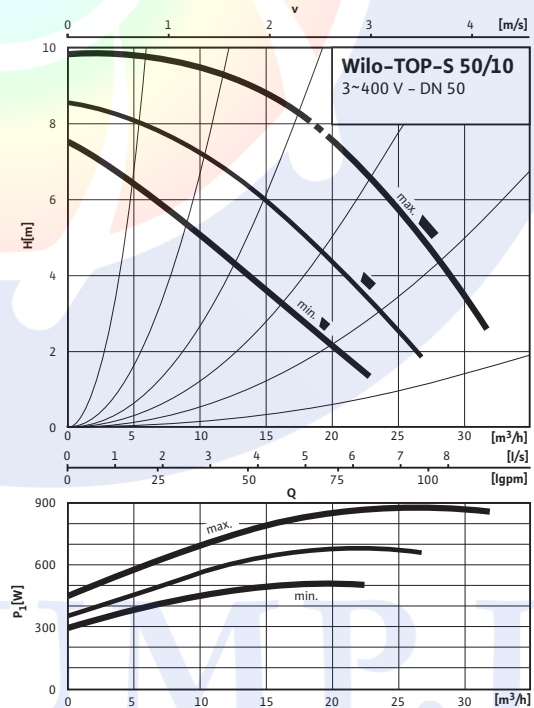 v
0 1 2 3 4 [m/s]
10
Wilo-TOP-S 50/10
3~400 V - DN 50
8
6
max.
H[m]
4
min.
2
0
0 5 10 15 20 25 30 [m³/h]
0 1 2 3 4 5 6 7 8 [l/s]
0 25 50 75 100 [Igpm]
Q
900
max.
600
P₁[W]
min.
300
0
0 5 10 15 20 25 30 [m³/h]
UMP.I